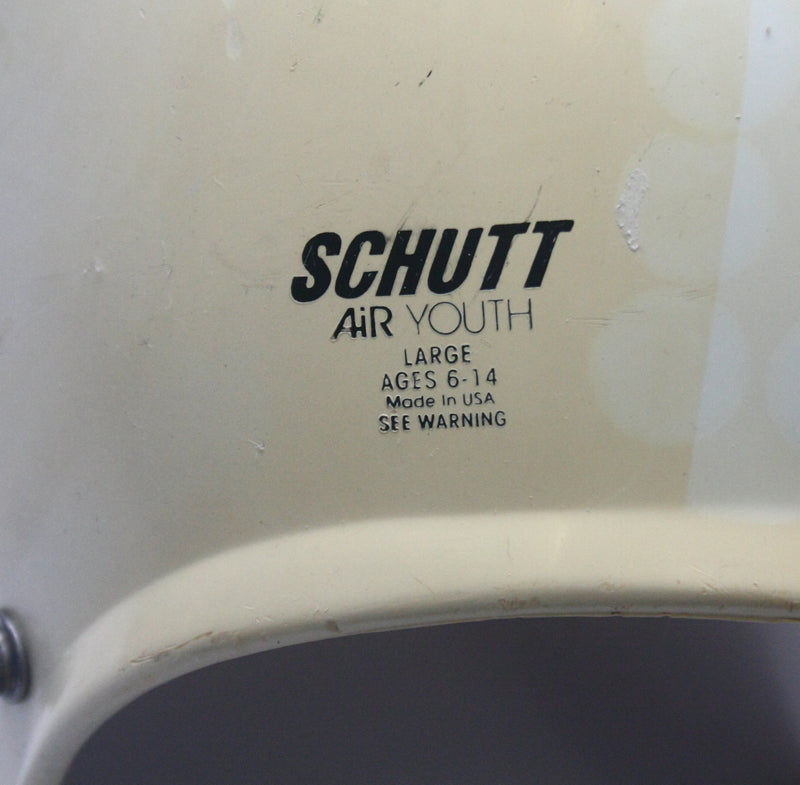 SCHUTT
AiR YOUTH
LARGE
AGES 6-14
Made In USA
SEE WARNING